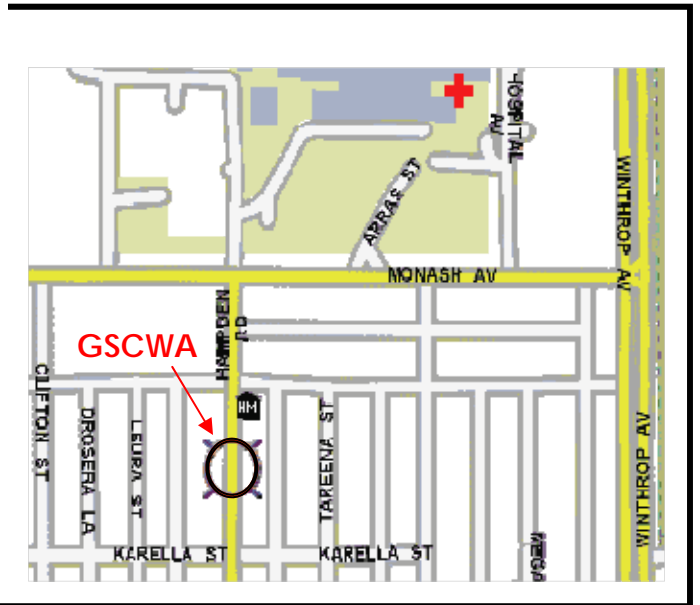 HOSPITAL
AV
WINTHROP AV
ARRAS ST
MONASH AV
HAMPDEN
RD
GSCWA
HM
CLIFTON ST
DROSERA LA
LEURA ST
TAREENA ST
WINTHROP AV
KARELLA ST
KARELLA ST